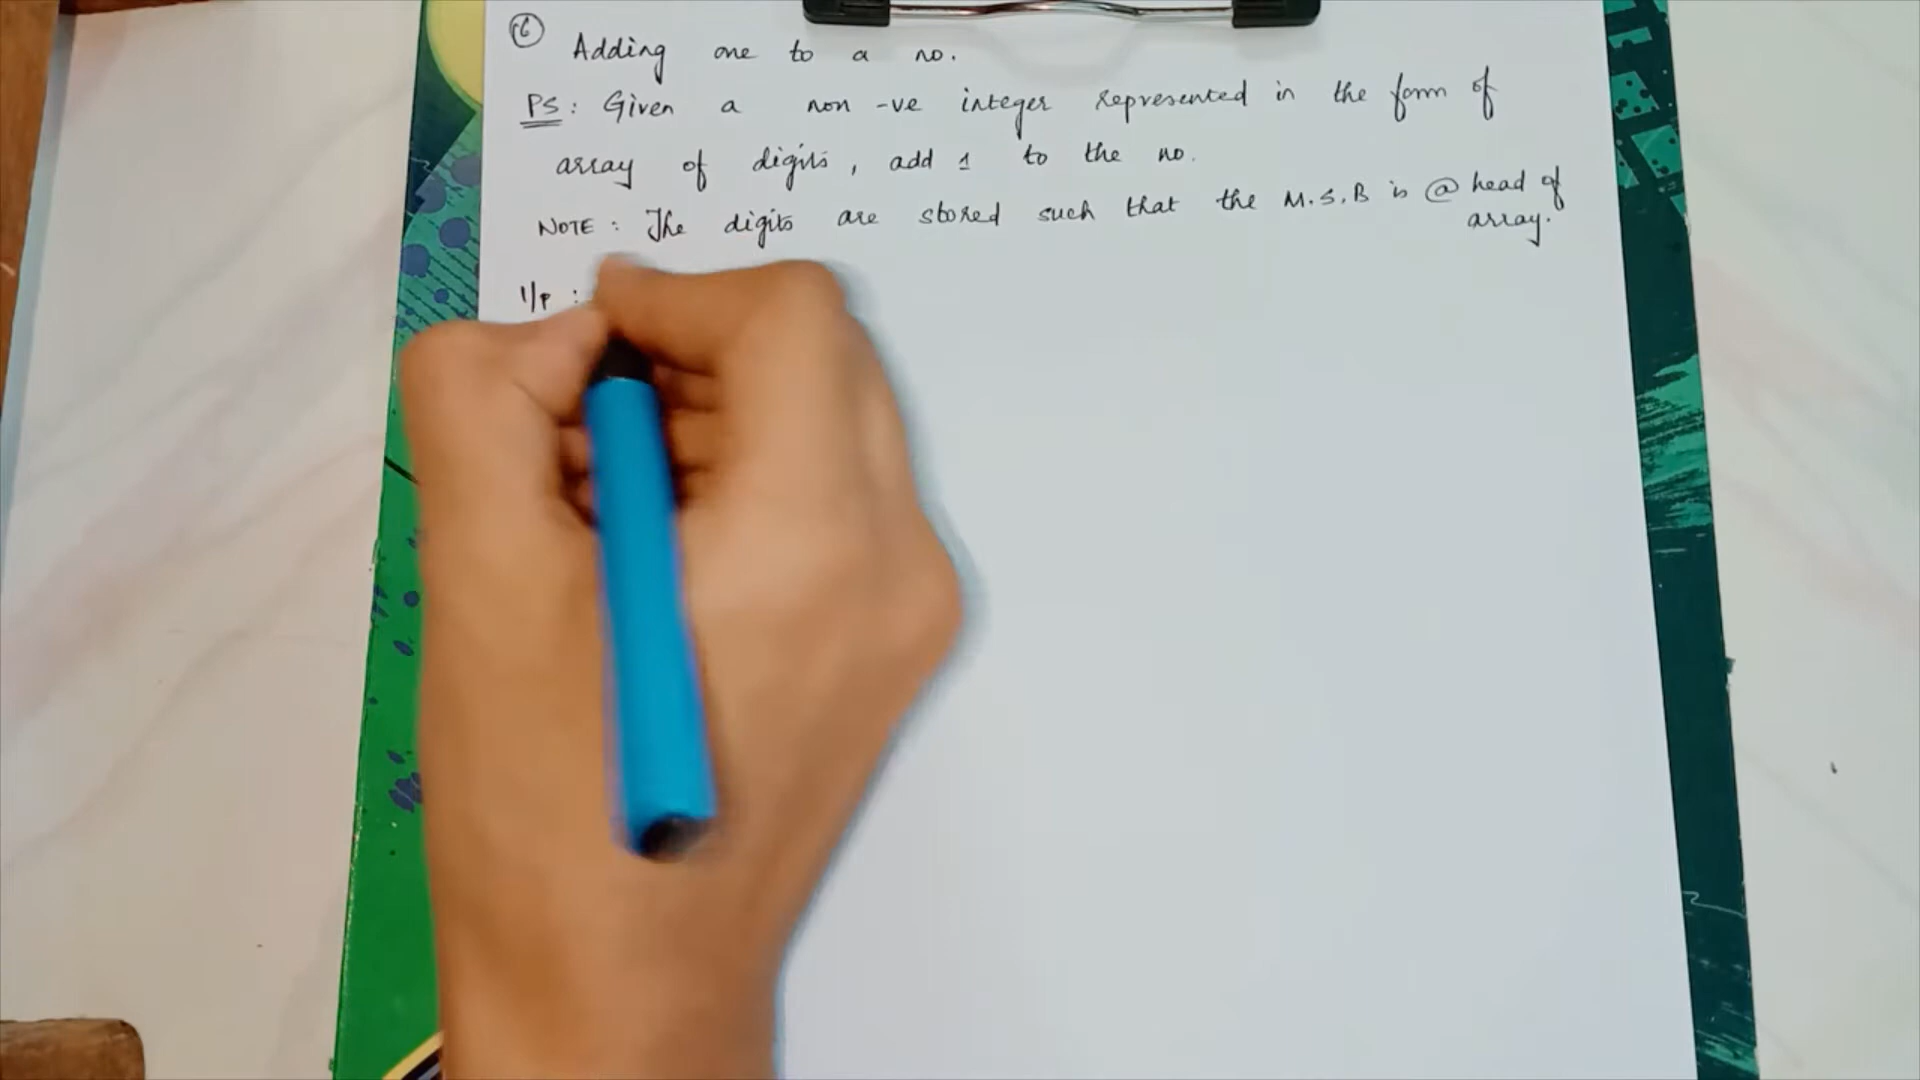 16 Adding one to a no.
PS: Given a non -ve integer represented in the form of
array of digits, add 1 to the no.
NOTE: The digits are stored such that the M.S.B is @ head of
array.
I/P :